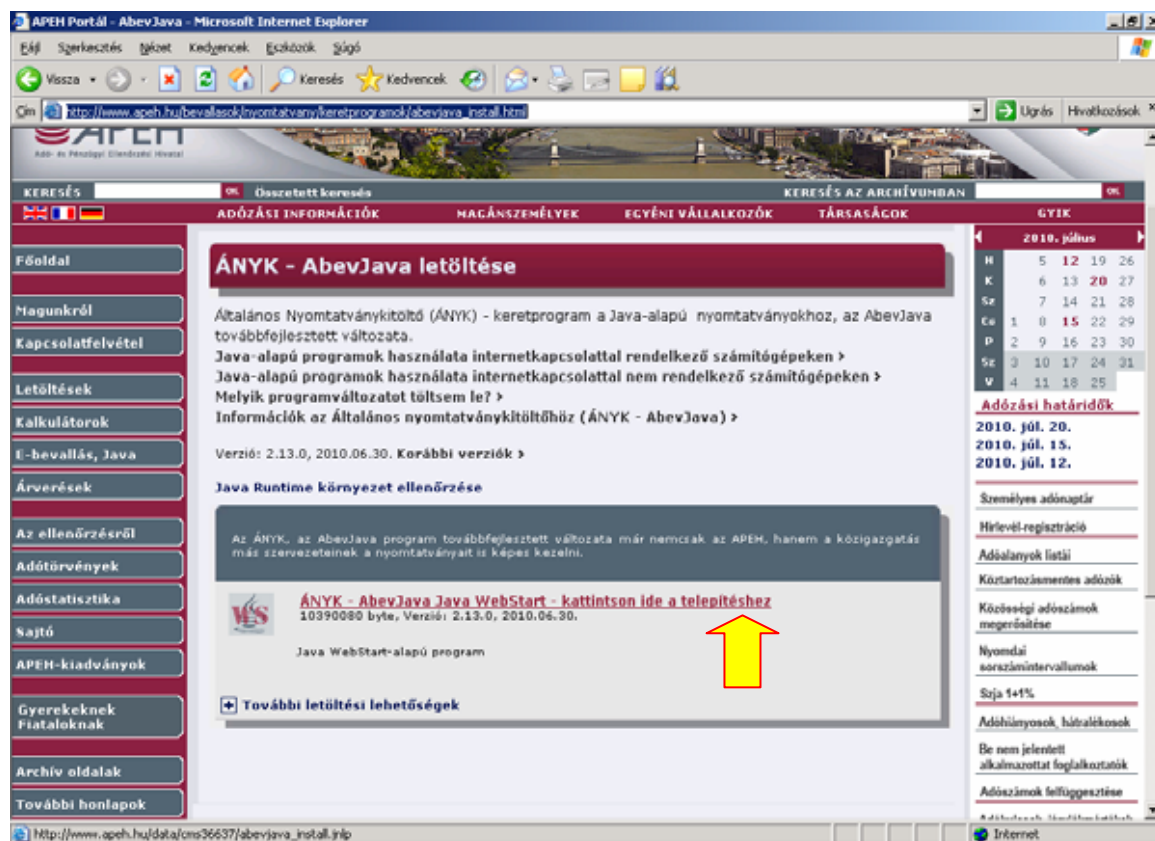 APEH Portál - AbevJava - Microsoft Internet Explorer
Fájl Szerkesztés Nézet Kedvencek Eszközök Súgó
Vissza Keresés Kedvencek
Cím http://www.apeh.hu/bevallasok/nyomtatvany/keretprogramok/abevjava_install.html Ugrás Hivatkozások
APEH
Adó- és Pénzügyi Ellenőrzési Hivatal
KERESÉS OK Összetett keresés KERESÉS AZ ARCHÍVUMBAN OK
ADÓZÁSI INFORMÁCIÓK MAGÁNSZEMÉLYEK EGYÉNI VÁLLALKOZÓK TÁRSASÁGOK GYIK
Főoldal
Magunkról
Kapcsolatfelvétel
Letöltések
Kalkulátorok
E-bevallás, Java
Árverések
Az ellenőrzésről
Adótörvények
Adóstatisztika
Sajtó
APEH-kiadványok
Gyerekeknek
Fiataloknak
Archív oldalak
További honlapok
ÁNYK - AbevJava letöltése
Általános Nyomtatványkitöltő (ÁNYK) - keretprogram a Java-alapú nyomtatványokhoz, az AbevJava
továbbfejlesztett változata.
Java-alapú programok használata internetkapcsolattal rendelkező számítógépeken >
Java-alapú programok használata internetkapcsolattal nem rendelkező számítógépeken >
Melyik programváltozatot töltsem le? >
Információk az Általános nyomtatványkitöltőhöz (ÁNYK - AbevJava) >
Verzió: 2.13.0, 2010.06.30. Korábbi verziók >
Java Runtime környezet ellenőrzése
Az ÁNYK, az AbevJava program továbbfejlesztett változata már nemcsak az APEH, hanem a közigazgatás
más szervezeteinek a nyomtatványait is képes kezelni.
ÁNYK - AbevJava Java WebStart - kattintson ide a telepítéshez
10390080 byte, Verzió: 2.13.0, 2010.06.30.
Java WebStart-alapú program
További letöltési lehetőségek
2010. július
H 5 12 19 26
K 6 13 20 27
Sz 7 14 21 28
Cs 1 8 15 22 29
P 2 9 16 23 30
Sz 3 10 17 24 31
V 4 11 18 25
Adózási határidők
2010. júl. 20.
2010. júl. 15.
2010. júl. 12.
Személyes adónaptár
Hírlevél-regisztráció
Adóalanyok listái
Köztartozásmentes adózók
Közösségi adószámok
megerősítése
Nyomdai
sorszámintervallumok
Szja 1+1%
Adóhiányosok, hátralékosok
Be nem jelentett
alkalmazottat foglalkoztatók
Adószámok felfüggesztése
http://www.apeh.hu/data/cms36637/abevjava_install.jnlp Internet